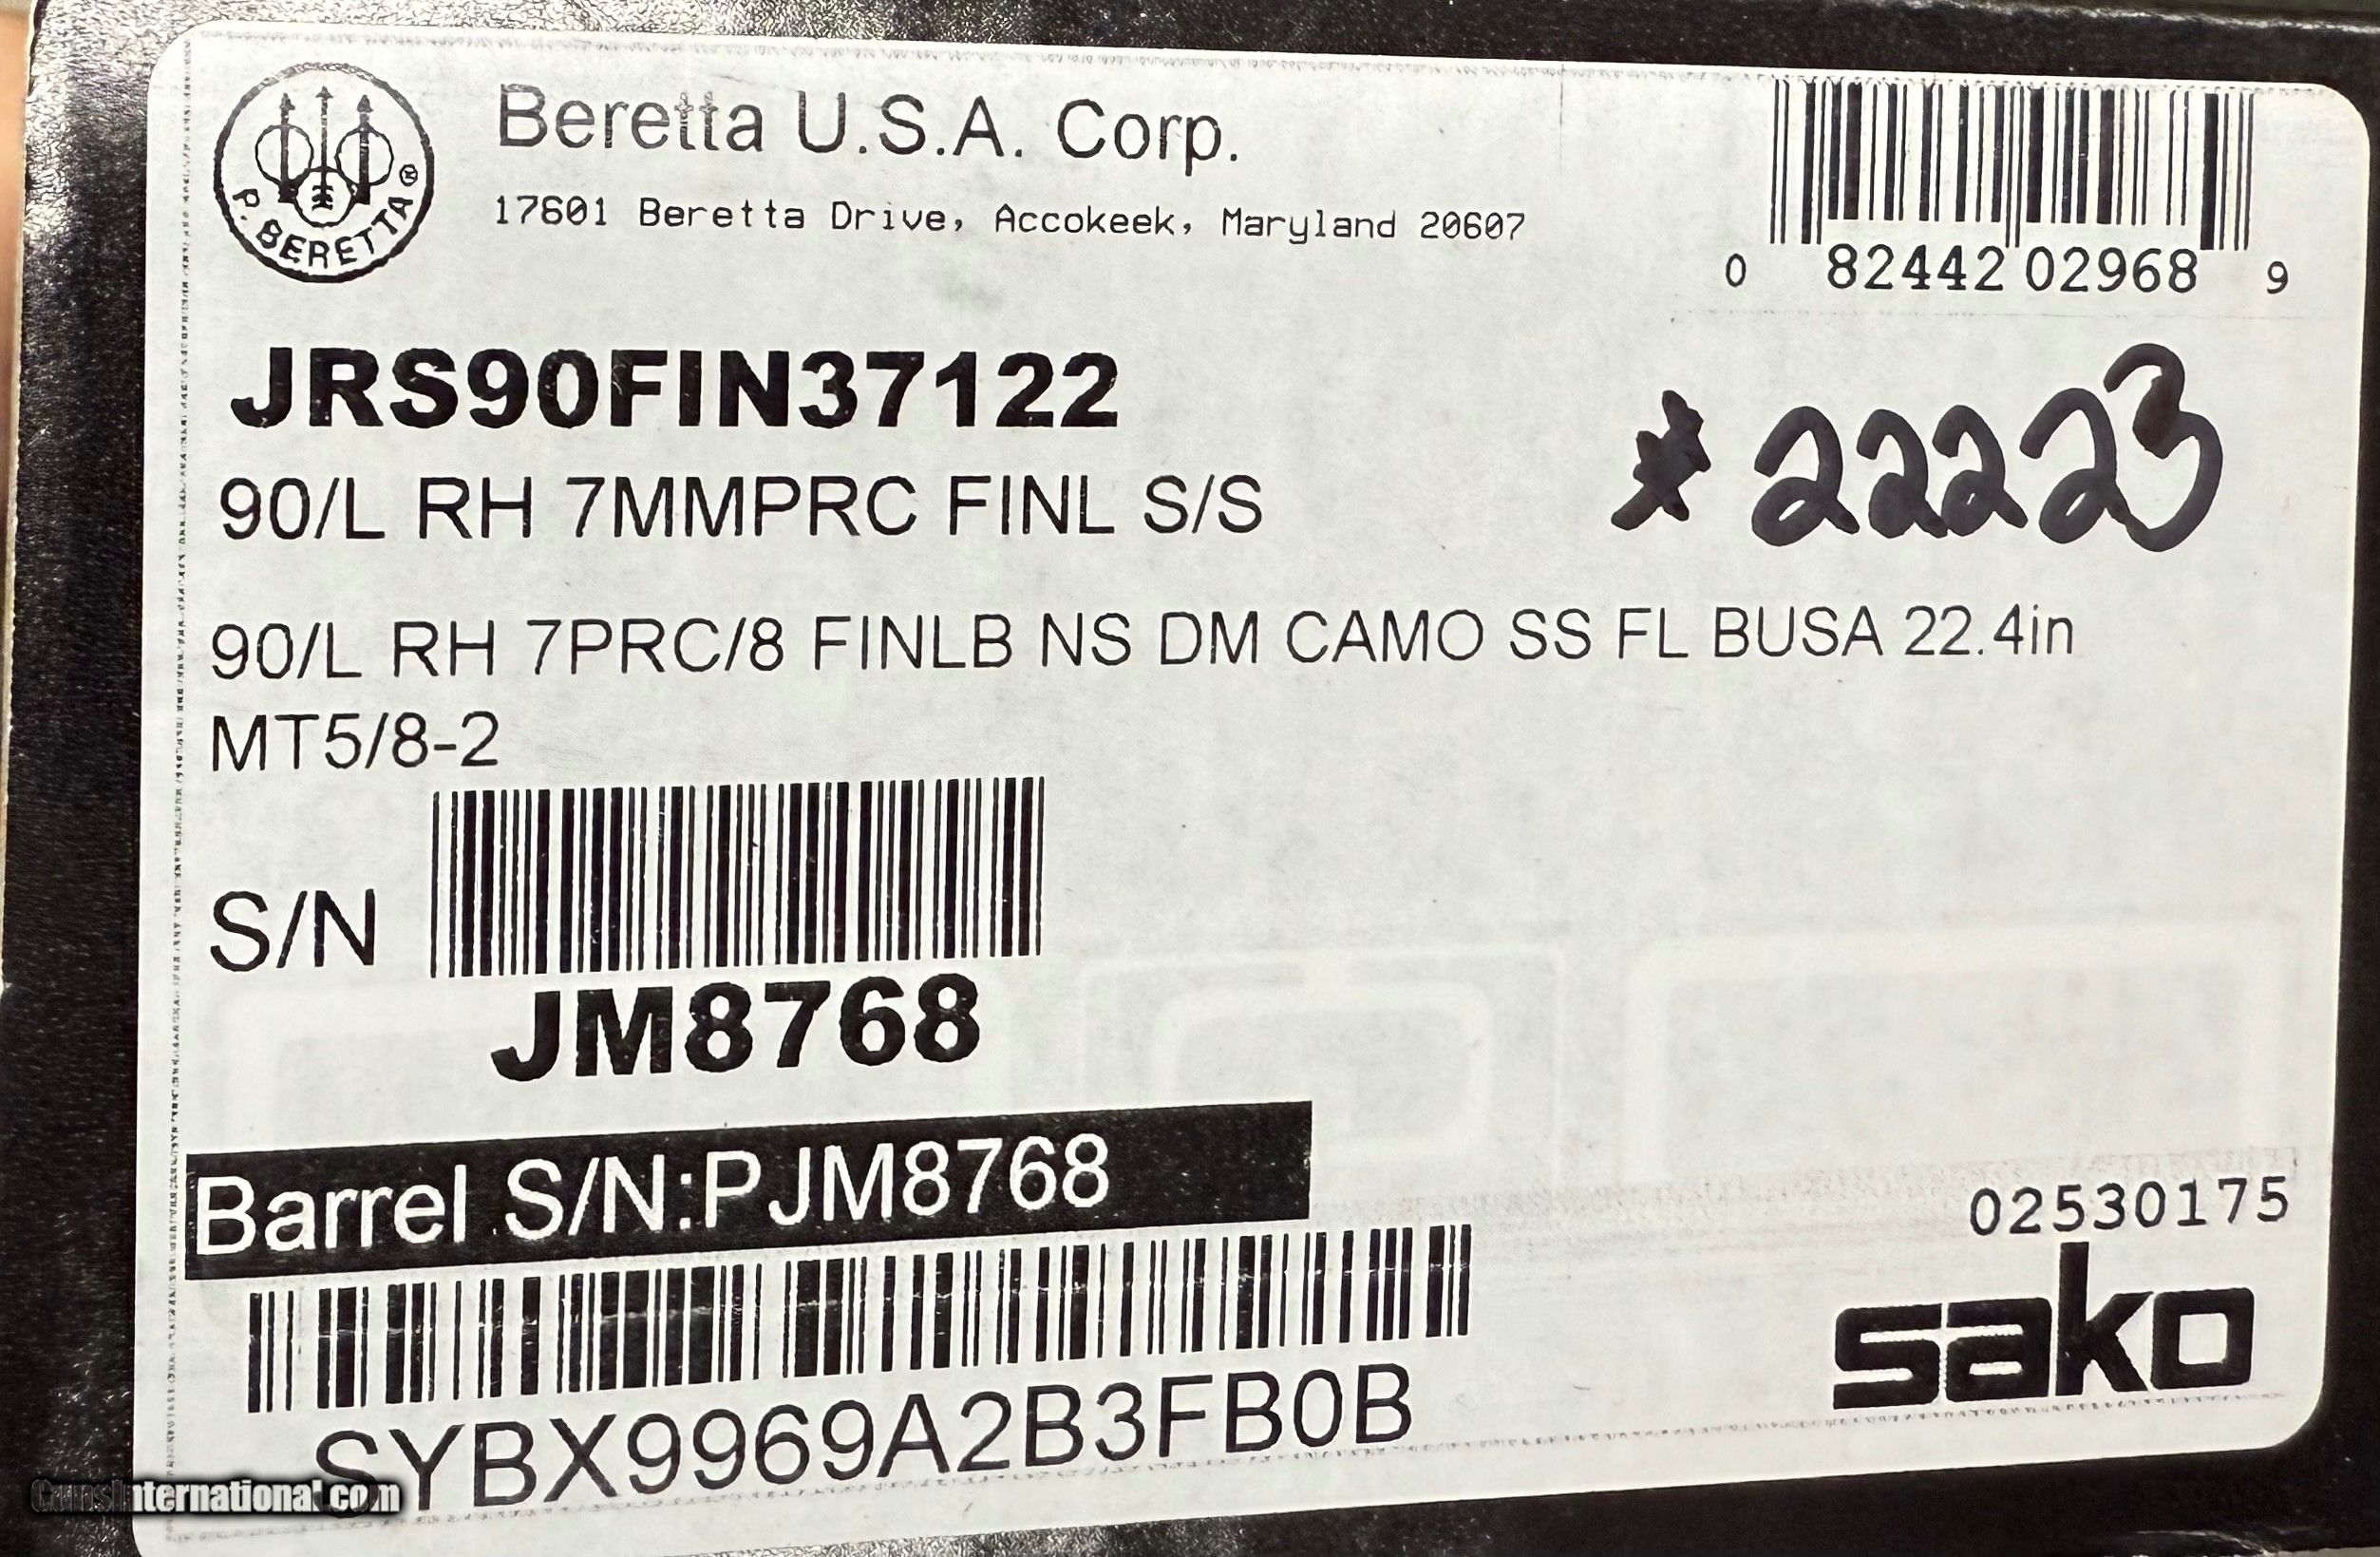 Beretta U.S.A. Corp.
17601 Beretta Drive, Accokeek, Maryland 20607
P. BERETTA®
0 82442 02968 9
JRS90FIN37122
* 22223
90/L RH 7MMPRC FINL S/S
90/L RH 7PRC/8 FINLB NS DM CAMO SS FL BUSA 22.4in
MT5/8-2
S/N
JM8768
Barrel S/N:PJM8768
02530175
sako
SYBX9969A2B3FB0B
GunsInternational.com